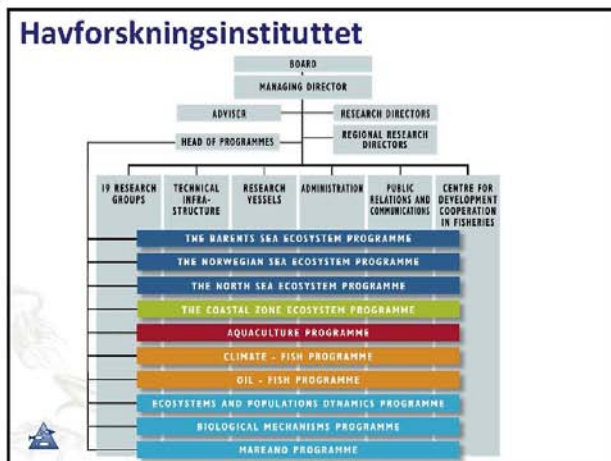 Havforskningsinstituttet
BOARD
MANAGING DIRECTOR
ADVISER
RESEARCH DIRECTORS
HEAD OF PROGRAMMES
REGIONAL RESEARCH
DIRECTORS
19 RESEARCH
GROUPS
TECHNICAL
INFRA-
STRUCTURE
RESEARCH
VESSELS
ADMINISTRATION
PUBLIC
RELATIONS AND
COMMUNICATIONS
CENTRE FOR
DEVELOPMENT
COOPERATION
IN FISHERIES
THE BARENTS SEA ECOSYSTEM PROGRAMME
THE NORWEGIAN SEA ECOSYSTEM PROGRAMME
THE NORTH SEA ECOSYSTEM PROGRAMME
THE COASTAL ZONE ECOSYSTEM PROGRAMME
AQUACULTURE PROGRAMME
CLIMATE - FISH PROGRAMME
OIL - FISH PROGRAMME
ECOSYSTEMS AND POPULATIONS DYNAMICS PROGRAMME
BIOLOGICAL MECHANISMS PROGRAMME
MAREANO PROGRAMME